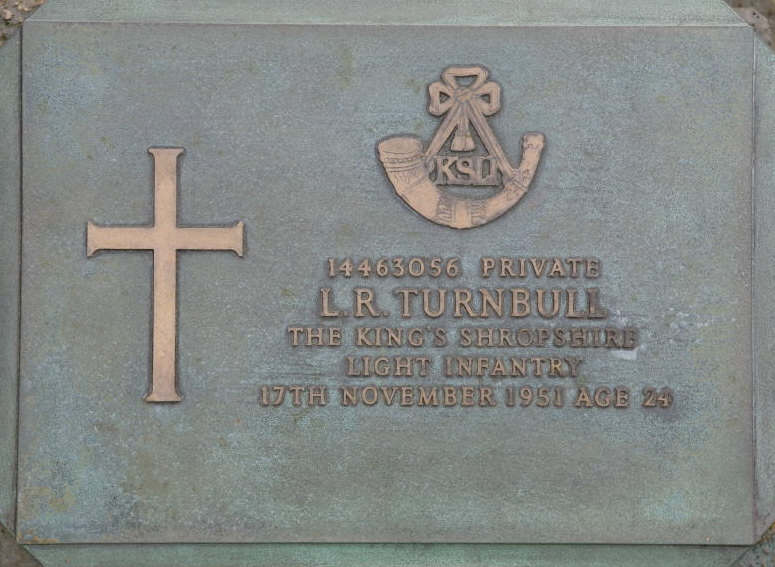 KSLI
14463056 PRIVATE
L.R. TURNBULL
THE KING'S SHROPSHIRE
LIGHT INFANTRY
17TH NOVEMBER 1951 AGE 24